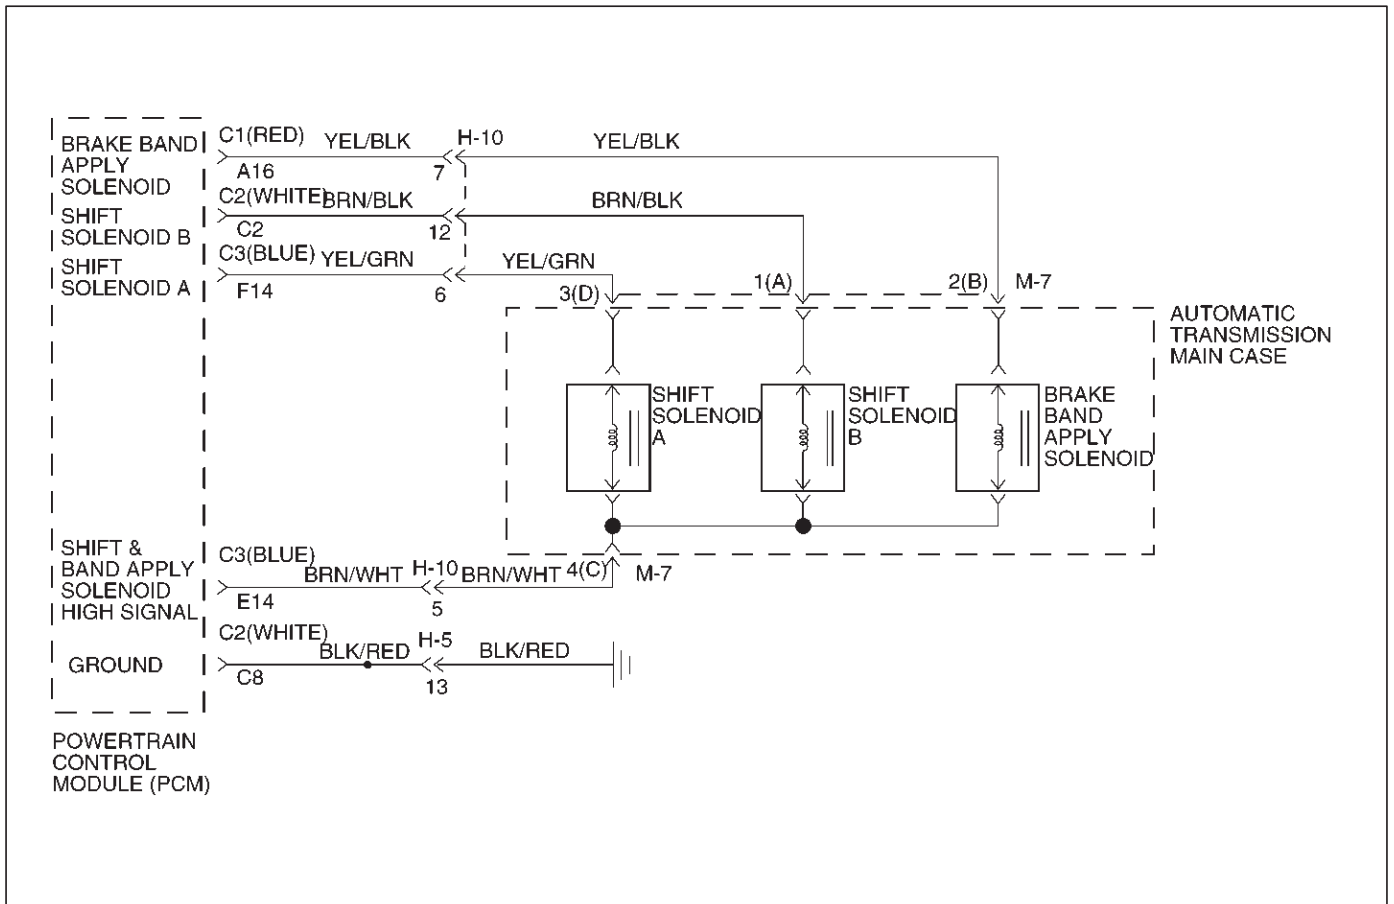 BRAKE BAND
APPLY
SOLENOID
C1(RED)
A16
YEL/BLK
H-10
7
YEL/BLK
SHIFT
SOLENOID B
C2(WHITE)
C2
BRN/BLK
12
BRN/BLK
SHIFT
SOLENOID A
C3(BLUE)
F14
YEL/GRN
6
YEL/GRN
3(D)
1(A)
2(B)
M-7
AUTOMATIC
TRANSMISSION
MAIN CASE
SHIFT
SOLENOID
A
SHIFT
SOLENOID
B
BRAKE
BAND
APPLY
SOLENOID
SHIFT &
BAND APPLY
SOLENOID
HIGH SIGNAL
C3(BLUE)
E14
BRN/WHT
H-10
5
BRN/WHT
4(C)
M-7
GROUND
C2(WHITE)
C8
BLK/RED
H-5
13
BLK/RED
POWERTRAIN
CONTROL
MODULE (PCM)